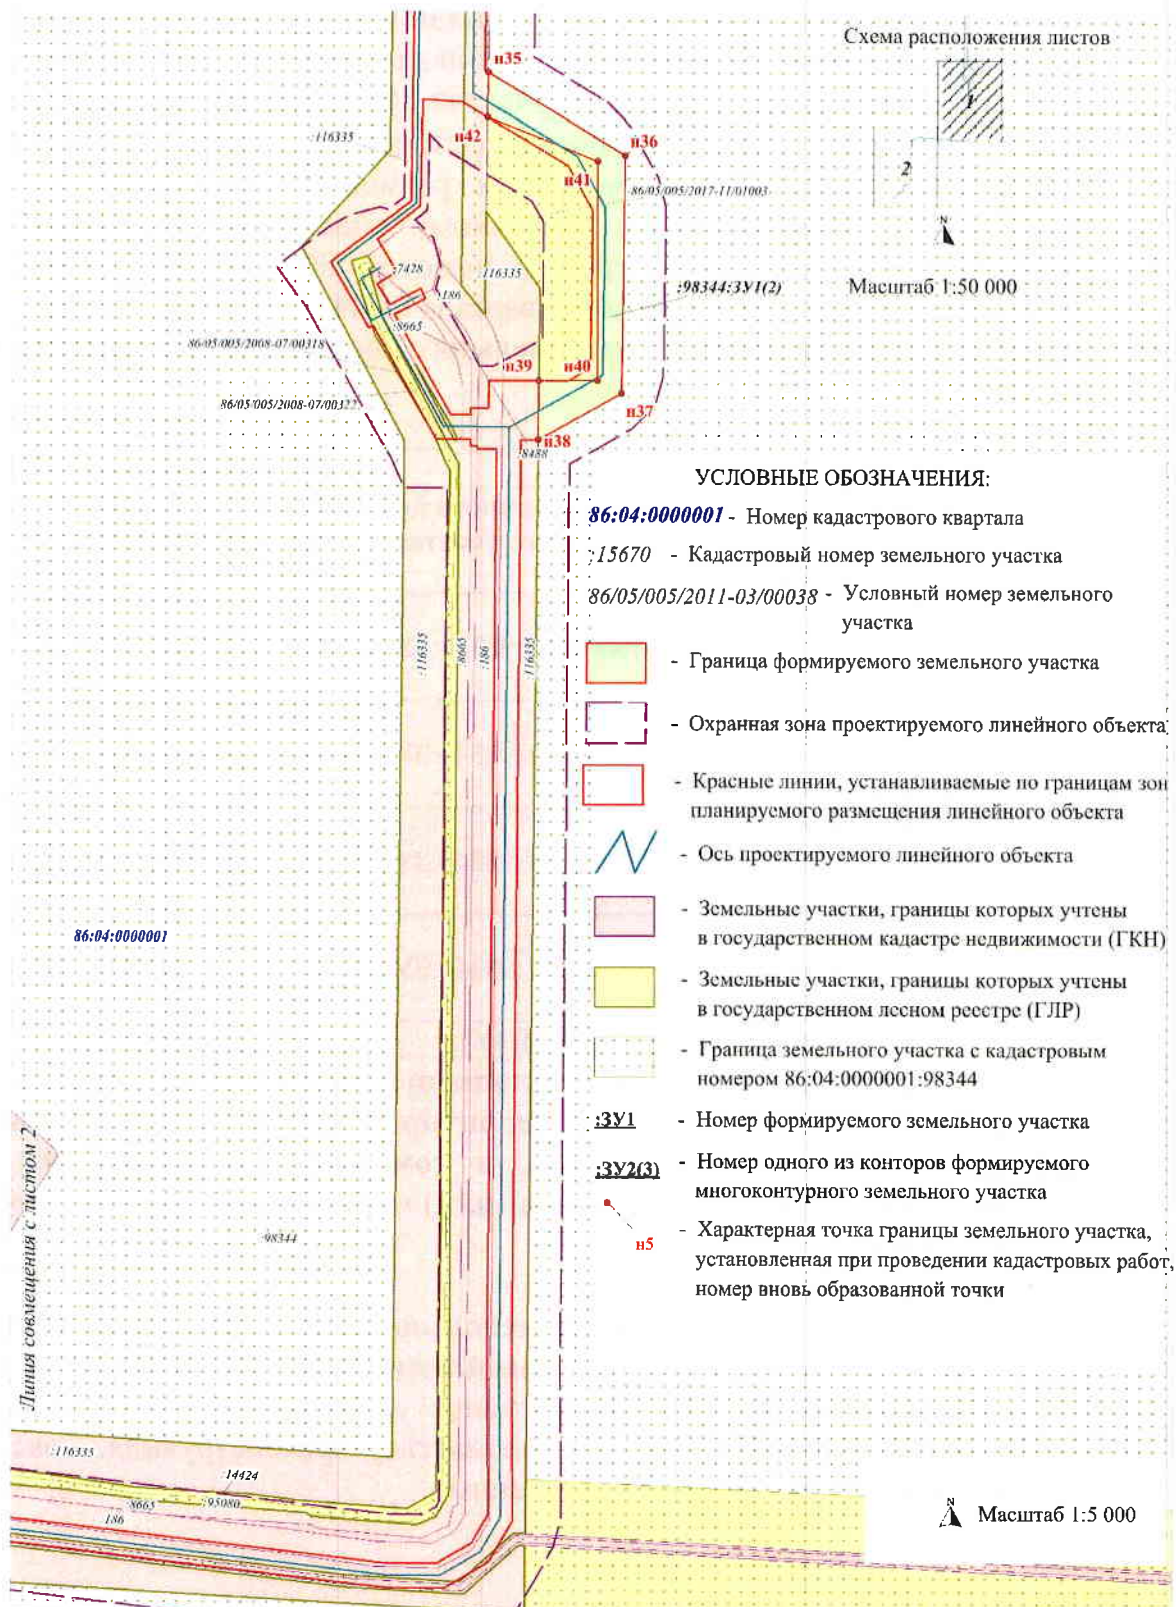 Схема расположения листов
1
2
N
Масштаб 1:50 000
н35
н42
:116335
н36
н41
86/05/005/2017-11/01003
:7428
:116335
:186
:98344:ЗУ1(2)
:8665
86/05/005/2008-07/00318
н39
н40
86/05/005/2008-07/00322
н37
н38
:8488
УСЛОВНЫЕ ОБОЗНАЧЕНИЯ:
86:04:0000001 - Номер кадастрового квартала
:15670 - Кадастровый номер земельного участка
86/05/005/2011-03/00038 - Условный номер земельного
участка
:116335
:8665
:186
116335
- Граница формируемого земельного участка
- Охранная зона проектируемого линейного объекта
- Красные линии, устанавливаемые по границам зон
планируемого размещения линейного объекта
- Ось проектируемого линейного объекта
- Земельные участки, границы которых учтены
в государственном кадастре недвижимости (ГКН)
86:04:0000001
- Земельные участки, границы которых учтены
в государственном лесном реестре (ГЛР)
- Граница земельного участка с кадастровым
номером 86:04:0000001:98344
:ЗУ1 - Номер формируемого земельного участка
:ЗУ2(3) - Номер одного из конторов формируемого
многоконтурного земельного участка
н5 - Характерная точка границы земельного участка,
установленная при проведении кадастровых работ,
номер вновь образованной точки
Линия совмещения с листом 2
:98344
:116335
:14424
:8665
:95080
186
N
Масштаб 1:5 000